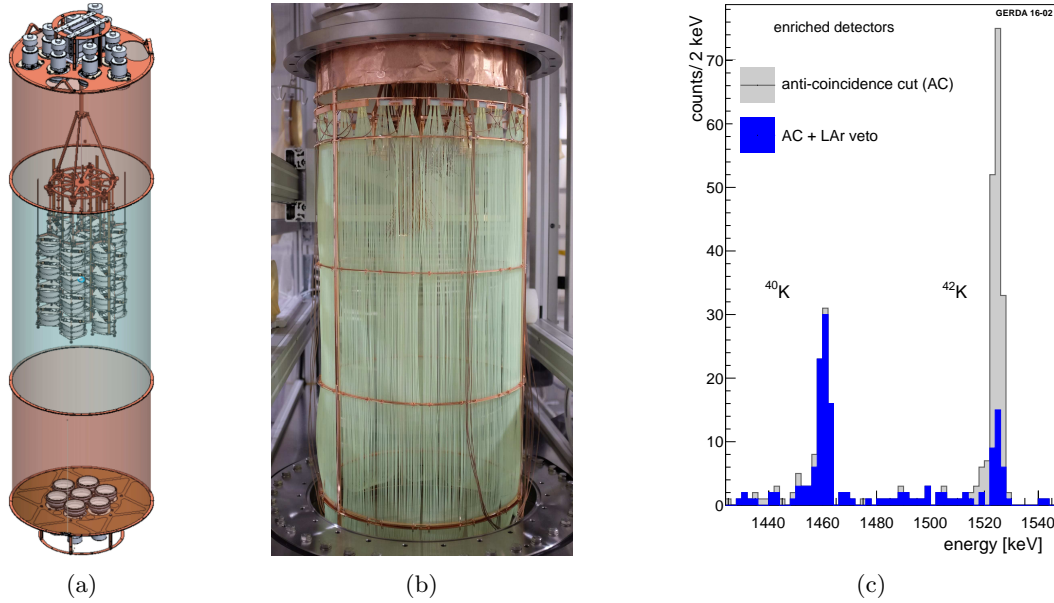 GERDA 16-02
enriched detectors
anti-coincidence cut (AC)
AC + LAr veto
counts/ 2 keV
70
60
50
40
30
20
10
0
⁴⁰K
⁴²K
1440
1460
1480
1500
1520
1540
energy [keV]
(a)
(b)
(c)